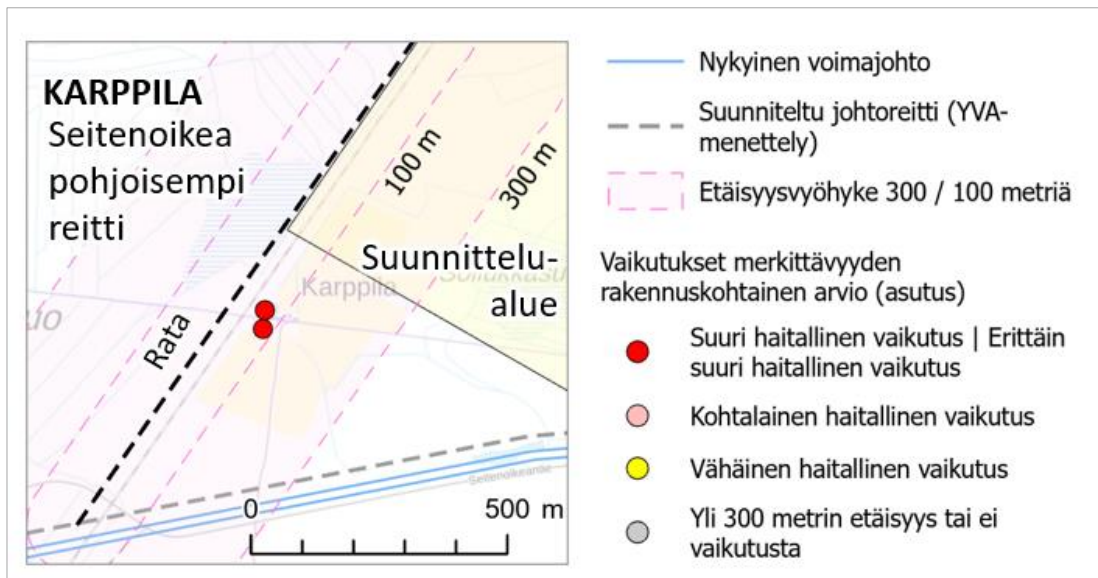 KARPPILA
Seitenoikea
pohjoisempi
reitti
100 m
300 m
Suunnittelu-
alue
Karppila
Rata
Seitenoikeantie
0
500 m
Nykyinen voimajohto
Suunniteltu johtoreitti (YVA-
menettely)
Etäisyysvyöhyke 300 / 100 metriä
Vaikutukset merkittävyyden
rakennuskohtainen arvio (asutus)
Suuri haitallinen vaikutus | Erittäin
suuri haitallinen vaikutus
Kohtalainen haitallinen vaikutus
Vähäinen haitallinen vaikutus
Yli 300 metrin etäisyys tai ei
vaikutusta